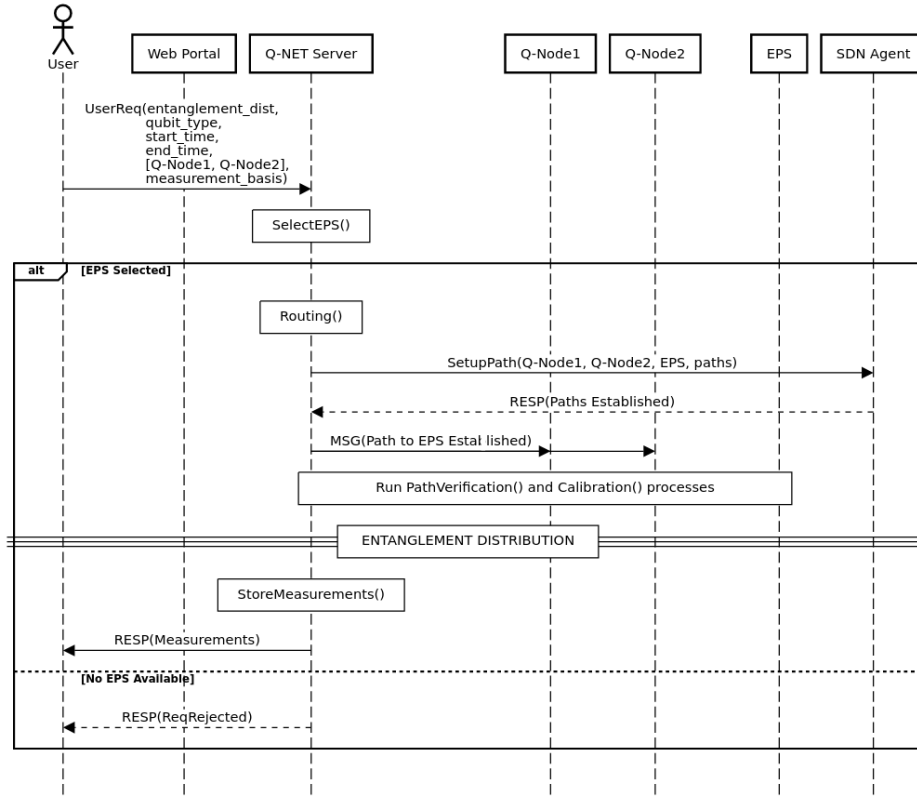 User
Web Portal
Q-NET Server
Q-Node1
Q-Node2
EPS
SDN Agent
UserReq(entanglement_dist,
qubit_type,
start_time,
end_time,
[Q-Node1, Q-Node2],
measurement_basis)
SelectEPS()
alt
[EPS Selected]
Routing()
SetupPath(Q-Node1, Q-Node2, EPS, paths)
RESP(Paths Established)
MSG(Path to EPS Established)
Run PathVerification() and Calibration() processes
ENTANGLEMENT DISTRIBUTION
StoreMeasurements()
RESP(Measurements)
[No EPS Available]
RESP(ReqRejected)